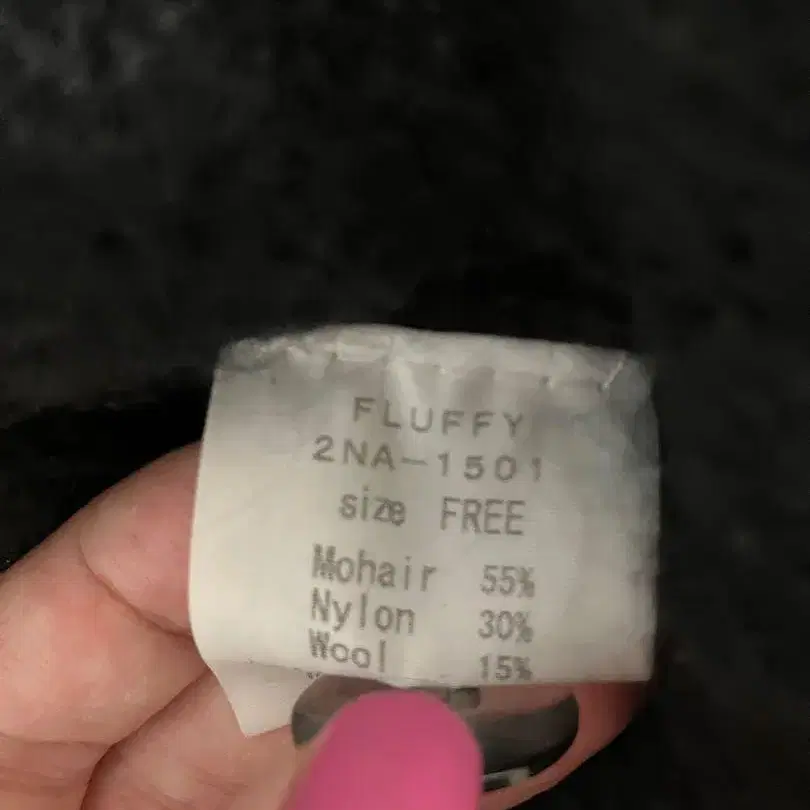 FLUFFY
2NA-1501
size FREE
Mohair 55%
Nylon 30%
Wool 15%